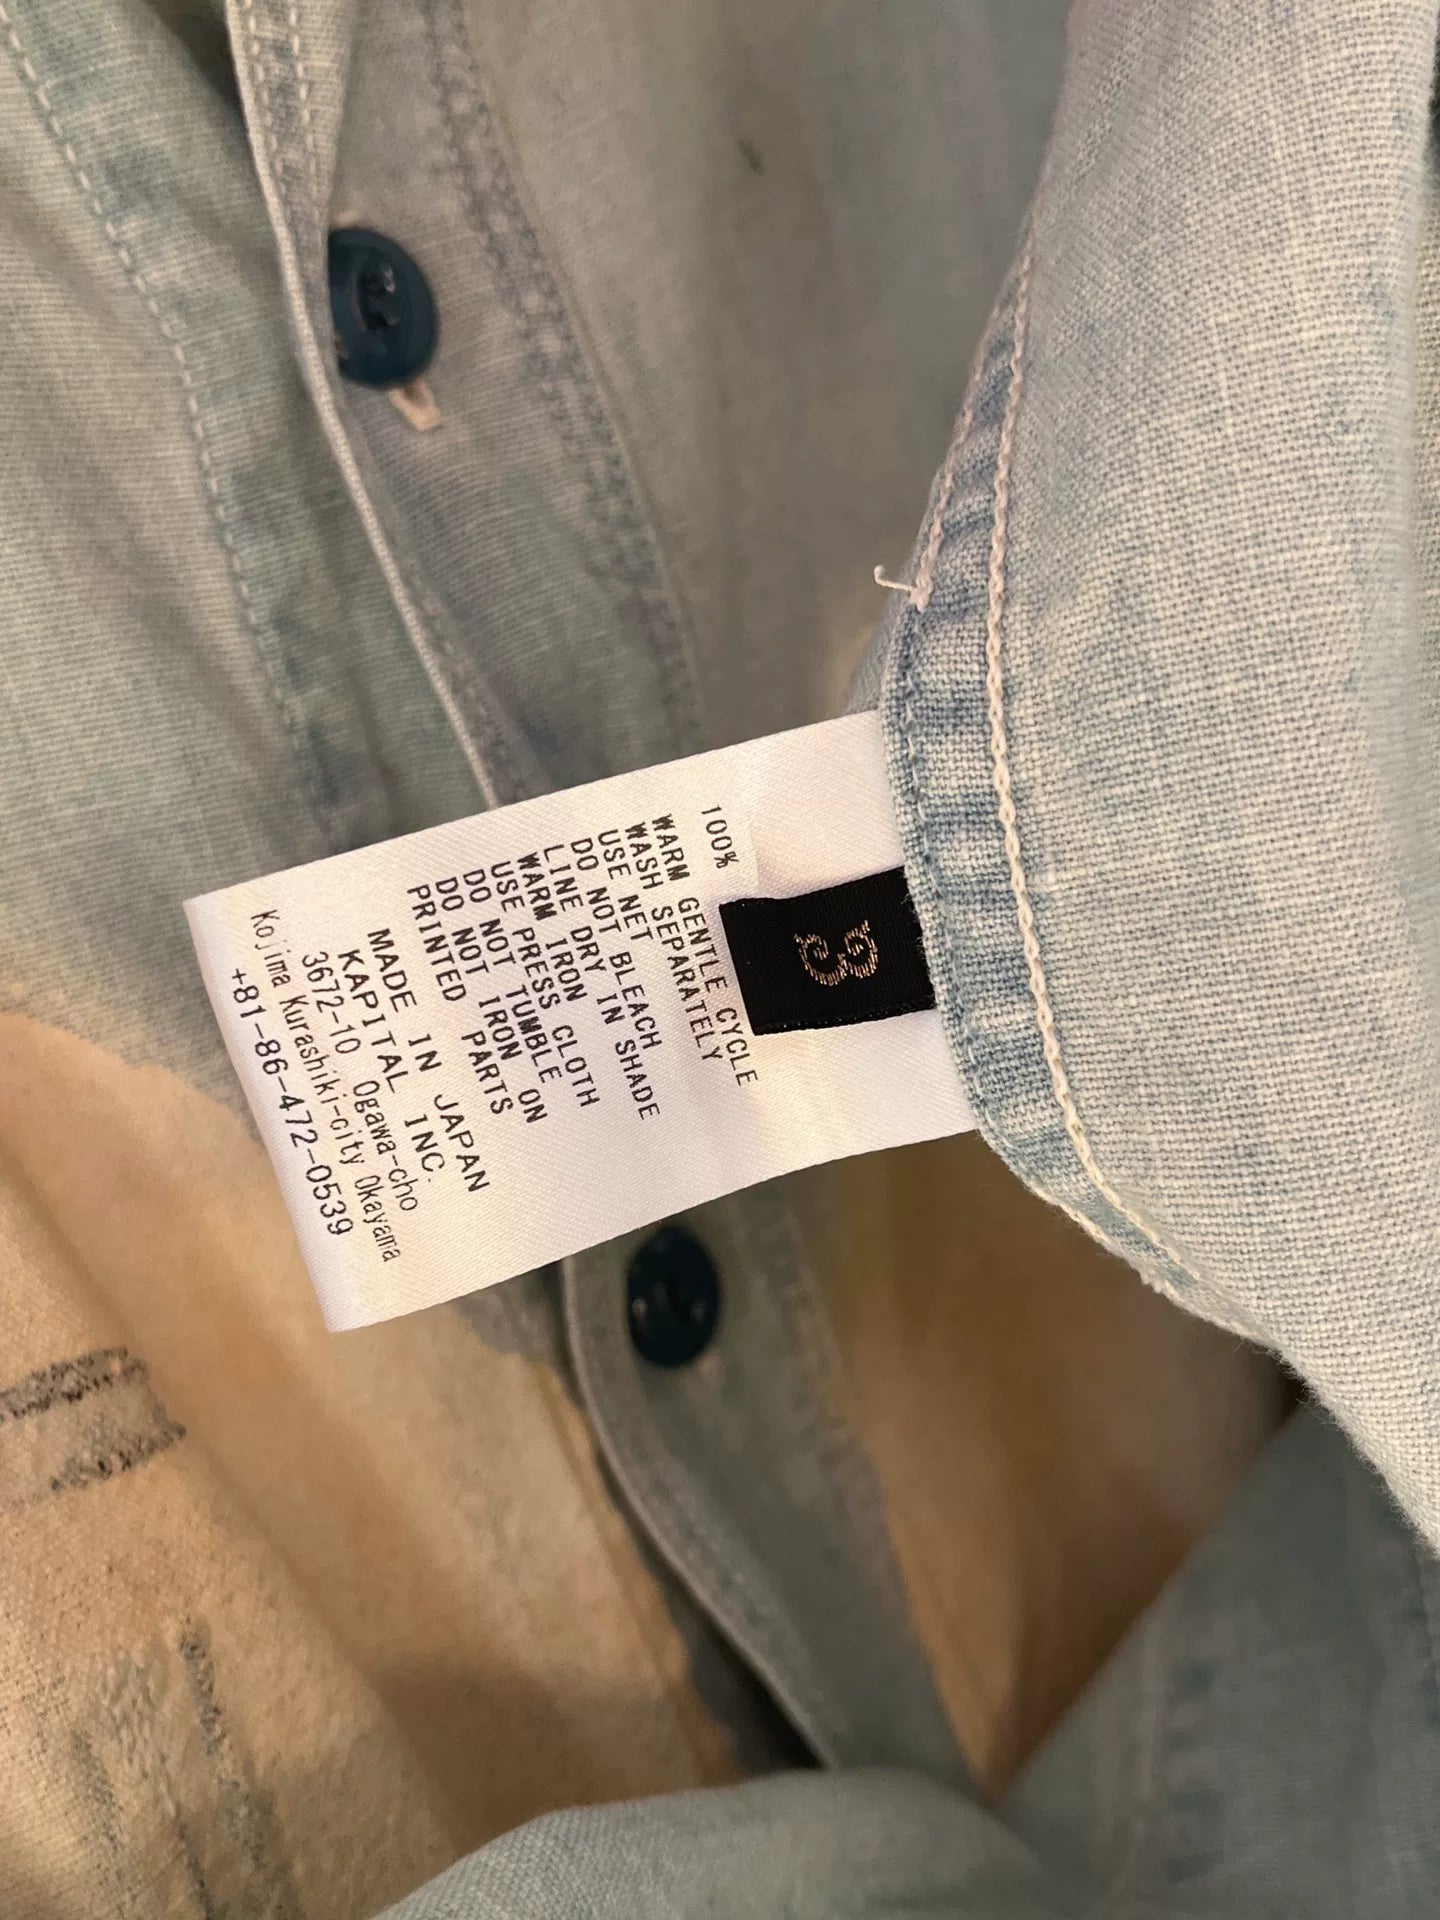 3
100%
WARM GENTLE CYCLE
WASH SEPARATELY
USE NET
DO NOT BLEACH
LINE DRY IN SHADE
WARM IRON
USE PRESS CLOTH
DO NOT TUMBLE
DO NOT IRON ON
PRINTED PARTS
MADE IN JAPAN
KAPITAL INC.
3672-10 Ogawa-cho
Kojima Kurashiki-city Okayama
+81-86-472-0539